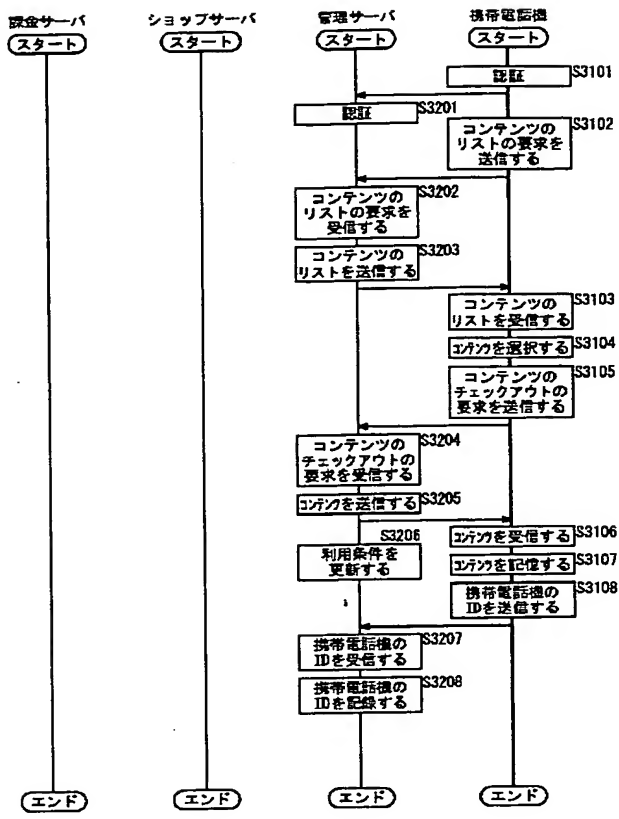 課金サーバ
ショップサーバ
管理サーバ
携帯電話機
スタート
スタート
スタート
スタート
認証
S3101
認証
S3201
コンテンツの
リストの要求を
送信する
S3102
コンテンツの
リストの要求を
受信する
S3202
コンテンツの
リストを送信する
S3203
コンテンツの
リストを受信する
S3103
コンテンツを選択する
S3104
コンテンツの
チェックアウトの
要求を送信する
S3105
コンテンツの
チェックアウトの
要求を受信する
S3204
コンテンツを送信する
S3205
コンテンツを受信する
S3106
利用条件を
更新する
S3206
コンテンツを記憶する
S3107
携帯電話機の
IDを送信する
S3108
携帯電話機の
IDを受信する
S3207
携帯電話機の
IDを記録する
S3208
エンド
エンド
エンド
エンド